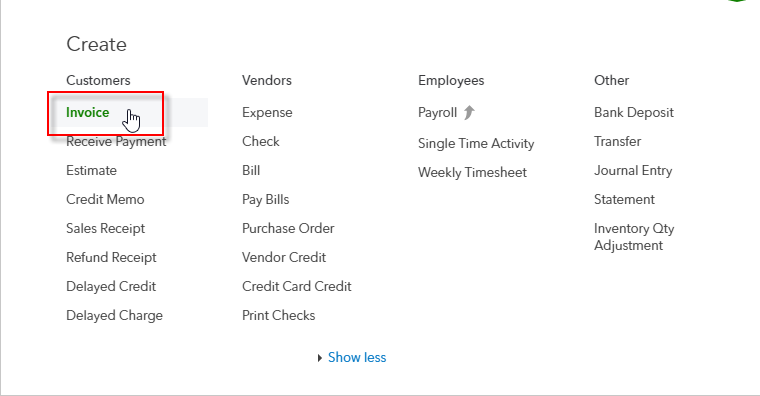 Create
Customers
Invoice
Receive Payment
Estimate
Credit Memo
Sales Receipt
Refund Receipt
Delayed Credit
Delayed Charge
Vendors
Expense
Check
Bill
Pay Bills
Purchase Order
Vendor Credit
Credit Card Credit
Print Checks
Employees
Payroll
Single Time Activity
Weekly Timesheet
Other
Bank Deposit
Transfer
Journal Entry
Statement
Inventory Qty
Adjustment
Show less